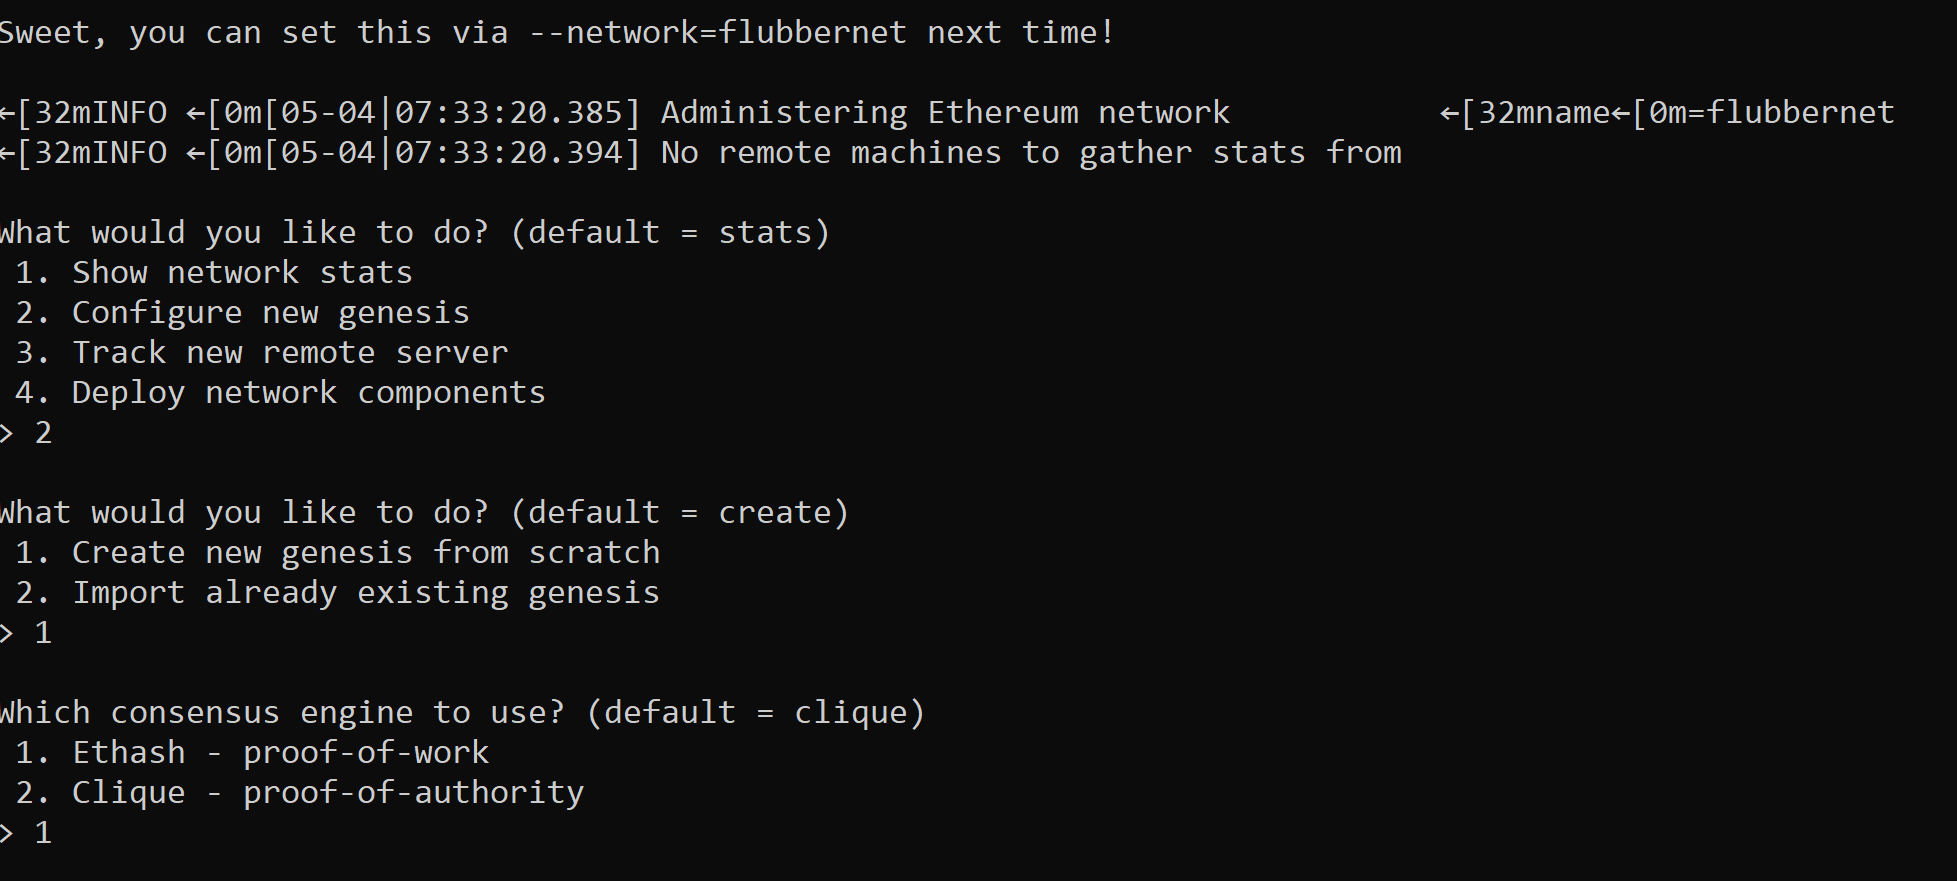 Sweet, you can set this via --network=flubbernet next time!
←[32mINFO ←[0m[05-04|07:33:20.385] Administering Ethereum network ←[32mname←[0m=flubbernet
←[32mINFO ←[0m[05-04|07:33:20.394] No remote machines to gather stats from
What would you like to do? (default = stats)
1. Show network stats
2. Configure new genesis
3. Track new remote server
4. Deploy network components
> 2
What would you like to do? (default = create)
1. Create new genesis from scratch
2. Import already existing genesis
> 1
Which consensus engine to use? (default = clique)
1. Ethash - proof-of-work
2. Clique - proof-of-authority
> 1